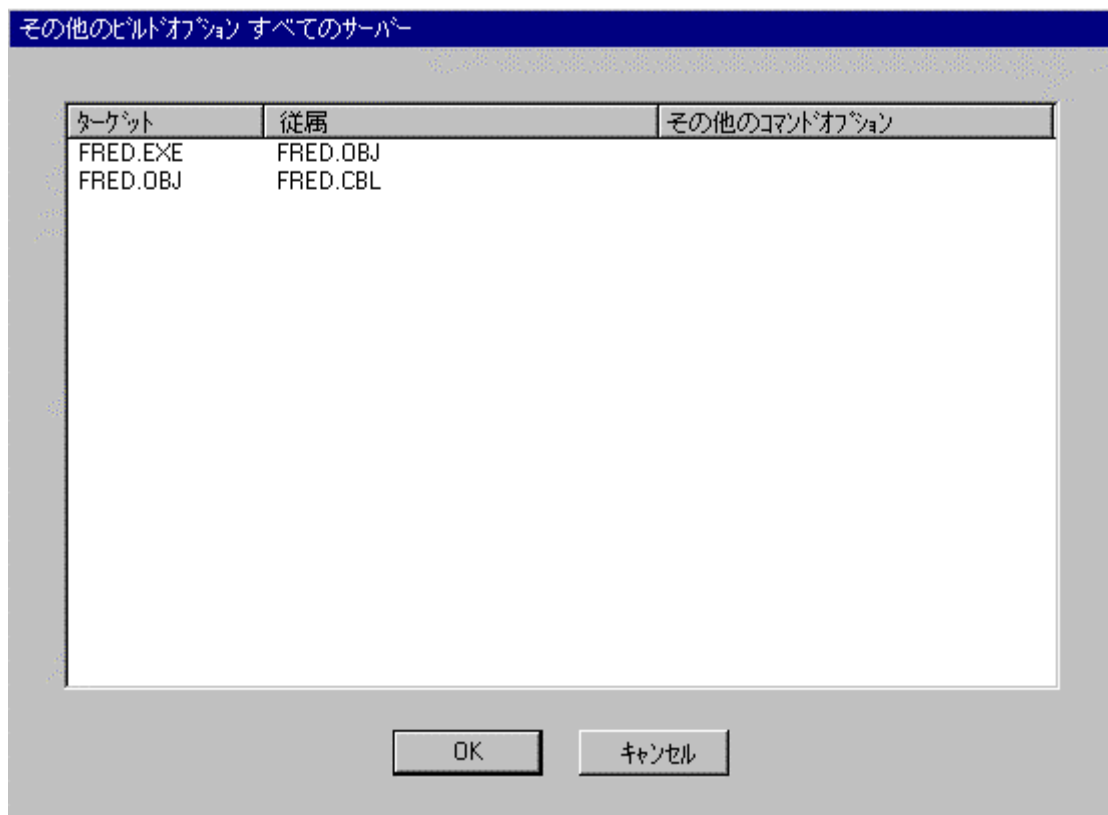 その他のﾋﾞﾙﾄﾞｵﾌﾟｼｮﾝ すべてのｻｰﾊﾞｰ
ﾀｰｹﾞｯﾄ 従属 その他のｺﾏﾝﾄﾞｵﾌﾟｼｮﾝ
FRED.EXE FRED.OBJ
FRED.OBJ FRED.CBL
OK ｷｬﾝｾﾙ